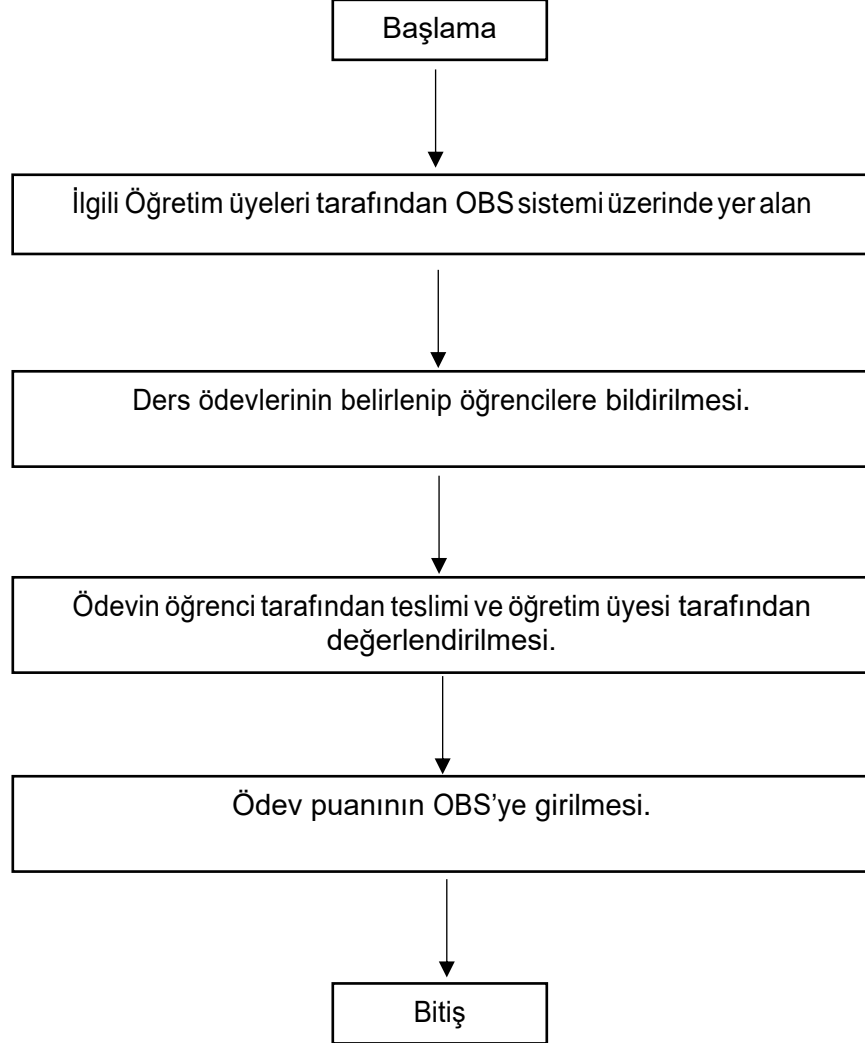 Başlama
İlgili Öğretim üyeleri tarafından OBS sistemi üzerinde yer alan
Ders ödevlerinin belirlenip öğrencilere bildirilmesi.
Ödevin öğrenci tarafından teslimi ve öğretim üyesi tarafından
değerlendirilmesi.
Ödev puanının OBS’ye girilmesi.
Bitiş